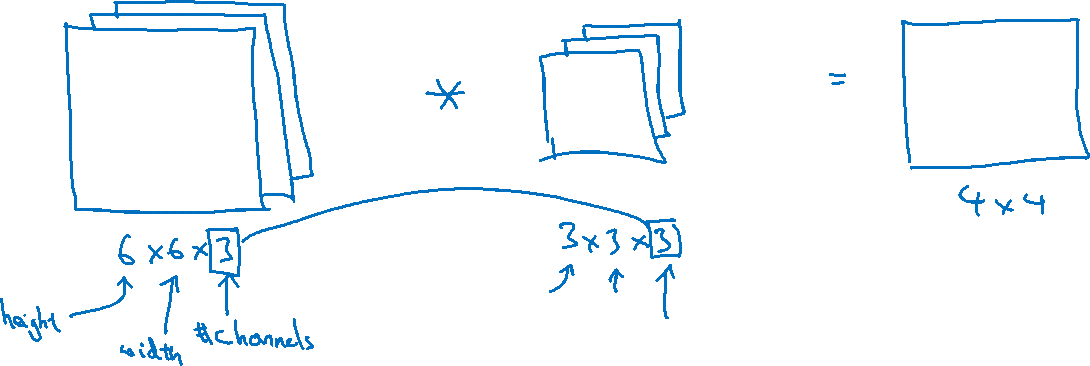 * =
4 x 4
6 x 6 x 3
3 x 3 x 3
height
width
#channels